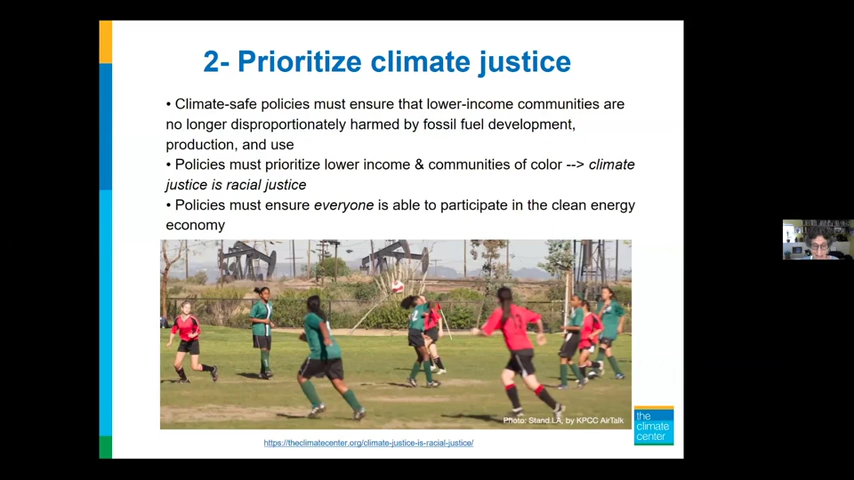 2- Prioritize climate justice
• Climate-safe policies must ensure that lower-income communities are
no longer disproportionately harmed by fossil fuel development,
production, and use
• Policies must prioritize lower income & communities of color --> climate
justice is racial justice
• Policies must ensure everyone is able to participate in the clean energy
economy
Photo: Stand.LA, by KPCC AirTalk
the
climate
center
https://theclimatecenter.org/climate-justice-is-racial-justice/